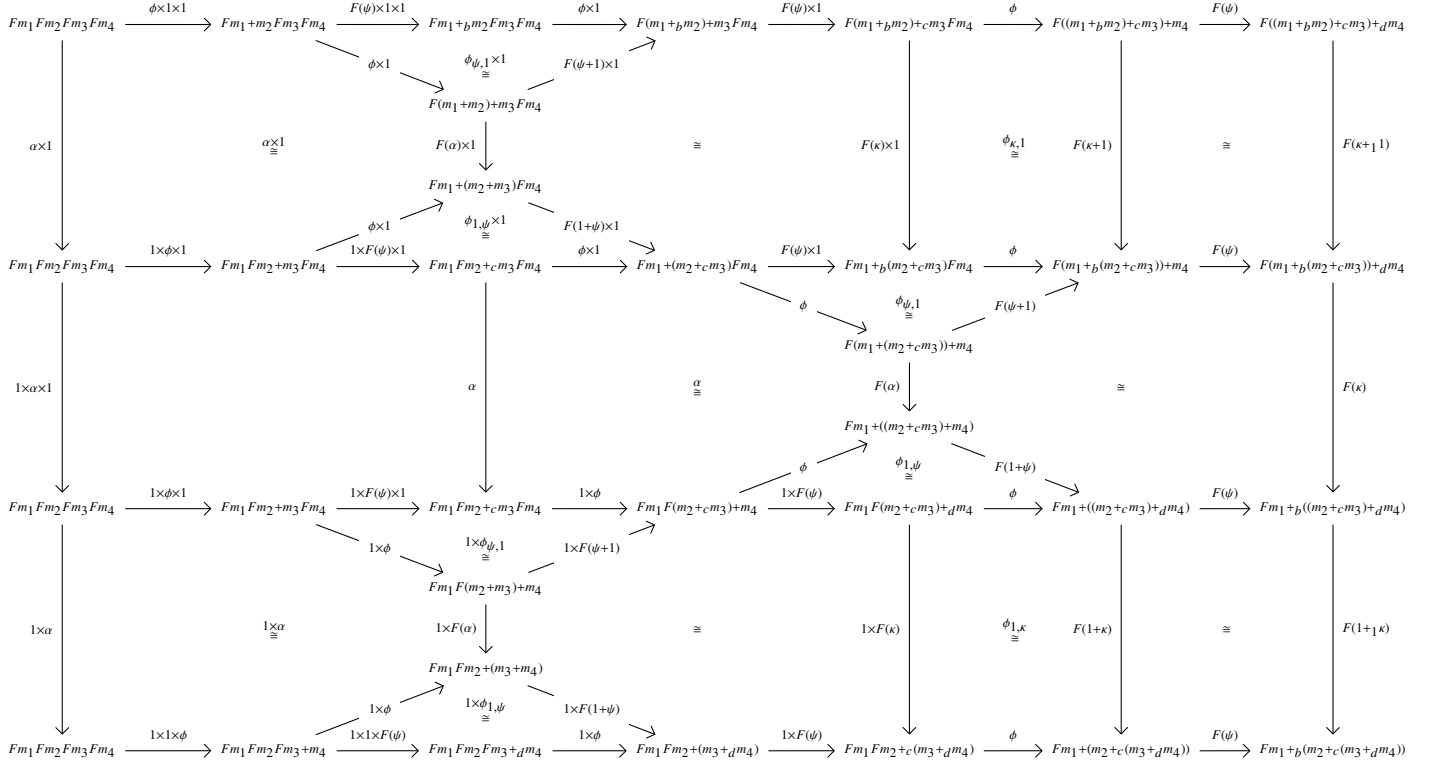 ϕ×1×1 F(ψ)×1×1 ϕ×1 F(ψ)×1 ϕ F(ψ)
Fm₁Fm₂Fm₃Fm₄ Fm₁+m₂Fm₃Fm₄ Fm₁+bm₂Fm₃Fm₄ F(m₁+bm₂)+m₃Fm₄ F(m₁+bm₂)+cm₃Fm₄ F((m₁+bm₂)+cm₃)+m₄ F((m₁+bm₂)+cm₃)+dm₄
ϕ×1 ϕψ,1×1 F(ψ+1)×1
≅
F(m₁+m₂)+m₃Fm₄
α×1 α×1 F(α)×1 ≅ F(κ)×1 ϕκ,1 F(κ+1) ≅ F(κ+₁1)
≅ ≅
Fm₁+(m₂+m₃)Fm₄
ϕ×1 ϕ1,ψ×1 F(1+ψ)×1
≅
1×ϕ×1 1×F(ψ)×1 ϕ×1 F(ψ)×1 ϕ F(ψ)
Fm₁Fm₂Fm₃Fm₄ Fm₁Fm₂+m₃Fm₄ Fm₁Fm₂+cm₃Fm₄ Fm₁+(m₂+cm₃)Fm₄ Fm₁+b(m₂+cm₃)Fm₄ F(m₁+b(m₂+cm₃))+m₄ F(m₁+b(m₂+cm₃))+dm₄
ϕ ϕψ,1 F(ψ+1)
≅
F(m₁+(m₂+cm₃))+m₄
1×α×1 α α F(α) ≅ F(κ)
≅
Fm₁+((m₂+cm₃)+m₄)
ϕ ϕ1,ψ F(1+ψ)
≅
1×ϕ×1 1×F(ψ)×1 1×ϕ 1×F(ψ) ϕ F(ψ)
Fm₁Fm₂Fm₃Fm₄ Fm₁Fm₂+m₃Fm₄ Fm₁Fm₂+cm₃Fm₄ Fm₁F(m₂+cm₃)+m₄ Fm₁F(m₂+cm₃)+dm₄ Fm₁+((m₂+cm₃)+dm₄) Fm₁+b((m₂+cm₃)+dm₄)
1×ϕ 1×ϕψ,1 1×F(ψ+1)
≅
Fm₁F(m₂+m₃)+m₄
1×α 1×α 1×F(α) ≅ 1×F(κ) ϕ1,κ F(1+κ) ≅ F(1+₁κ)
≅ ≅
Fm₁Fm₂+(m₃+m₄)
1×ϕ 1×ϕ1,ψ 1×F(1+ψ)
≅
1×1×ϕ 1×1×F(ψ) 1×ϕ 1×F(ψ) ϕ F(ψ)
Fm₁Fm₂Fm₃Fm₄ Fm₁Fm₂Fm₃+m₄ Fm₁Fm₂Fm₃+dm₄ Fm₁Fm₂+(m₃+dm₄) Fm₁Fm₂+c(m₃+dm₄) Fm₁+(m₂+c(m₃+dm₄)) Fm₁+b(m₂+c(m₃+dm₄))